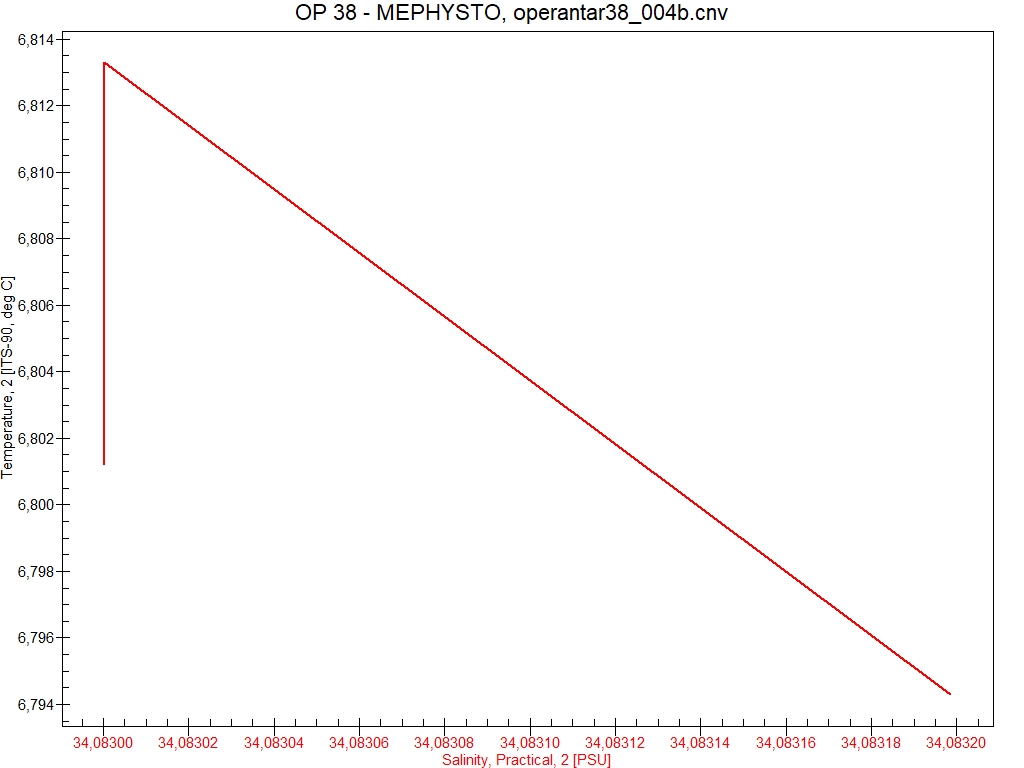 OP 38 - MEPHYSTO, operantar38_004b.cnv
Temperature, 2 [ITS-90, deg C]
6,814
6,812
6,810
6,808
6,806
6,804
6,802
6,800
6,798
6,796
6,794
34,08300 34,08302 34,08304 34,08306 34,08308 34,08310 34,08312 34,08314 34,08316 34,08318 34,08320
Salinity, Practical, 2 [PSU]